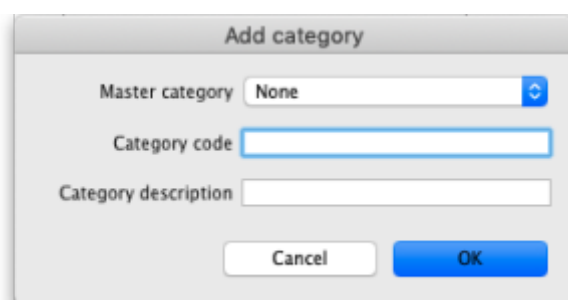 Add category
Master category None
Category code
Category description
Cancel OK